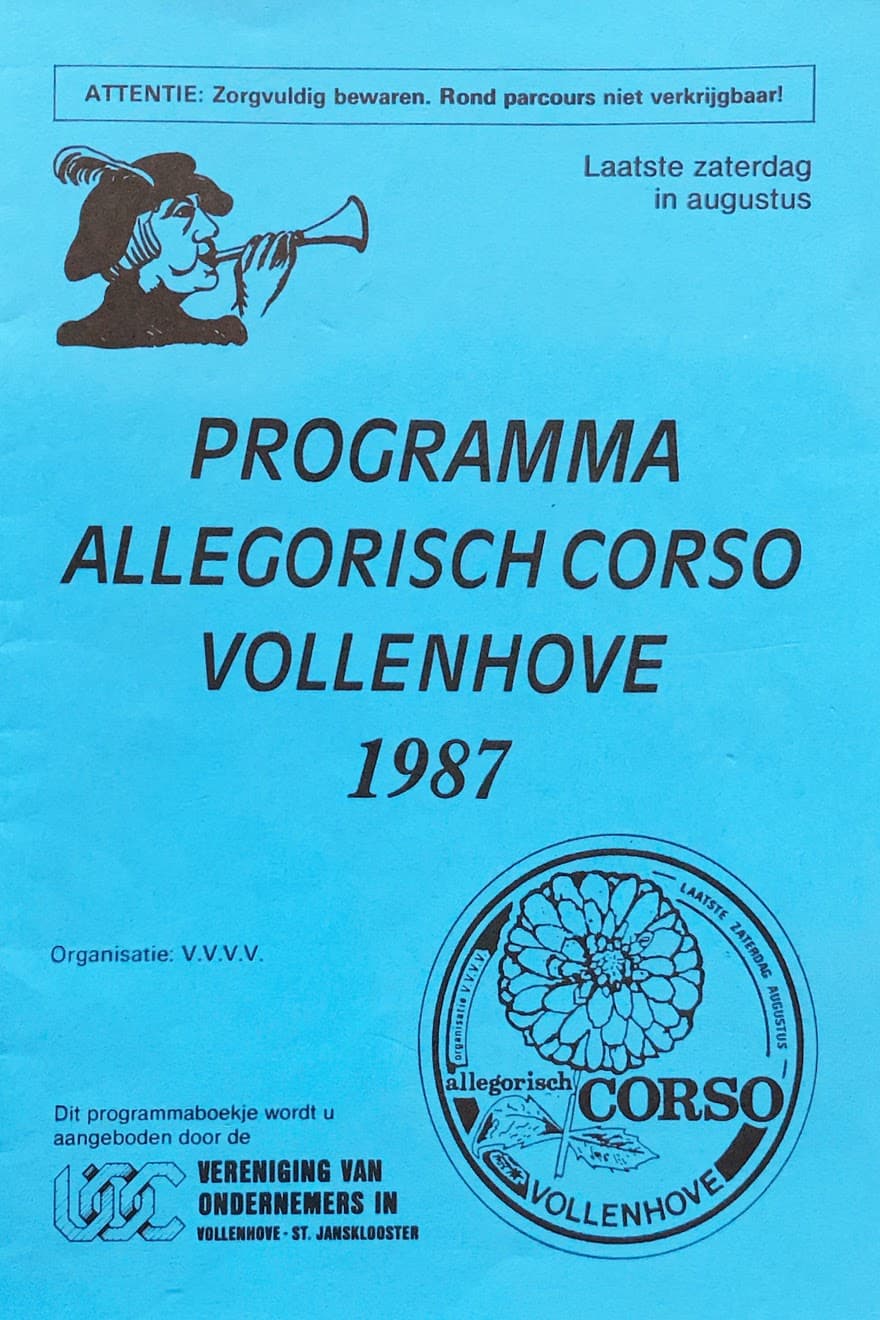 ATTENTIE: Zorgvuldig bewaren. Rond parcours niet verkrijgbaar!
Laatste zaterdag
in augustus
PROGRAMMA
ALLEGORISCH CORSO
VOLLENHOVE
1987
Organisatie: V.V.V.V.
LAATSTE ZATERDAG AUGUSTUS
organisatie V.V.V.V.
allegorisch CORSO
VOLLENHOVE
Dit programmaboekje wordt u
aangeboden door de
VERENIGING VAN
ONDERNEMERS IN
VOLLENHOVE - ST. JANSKLOOSTER